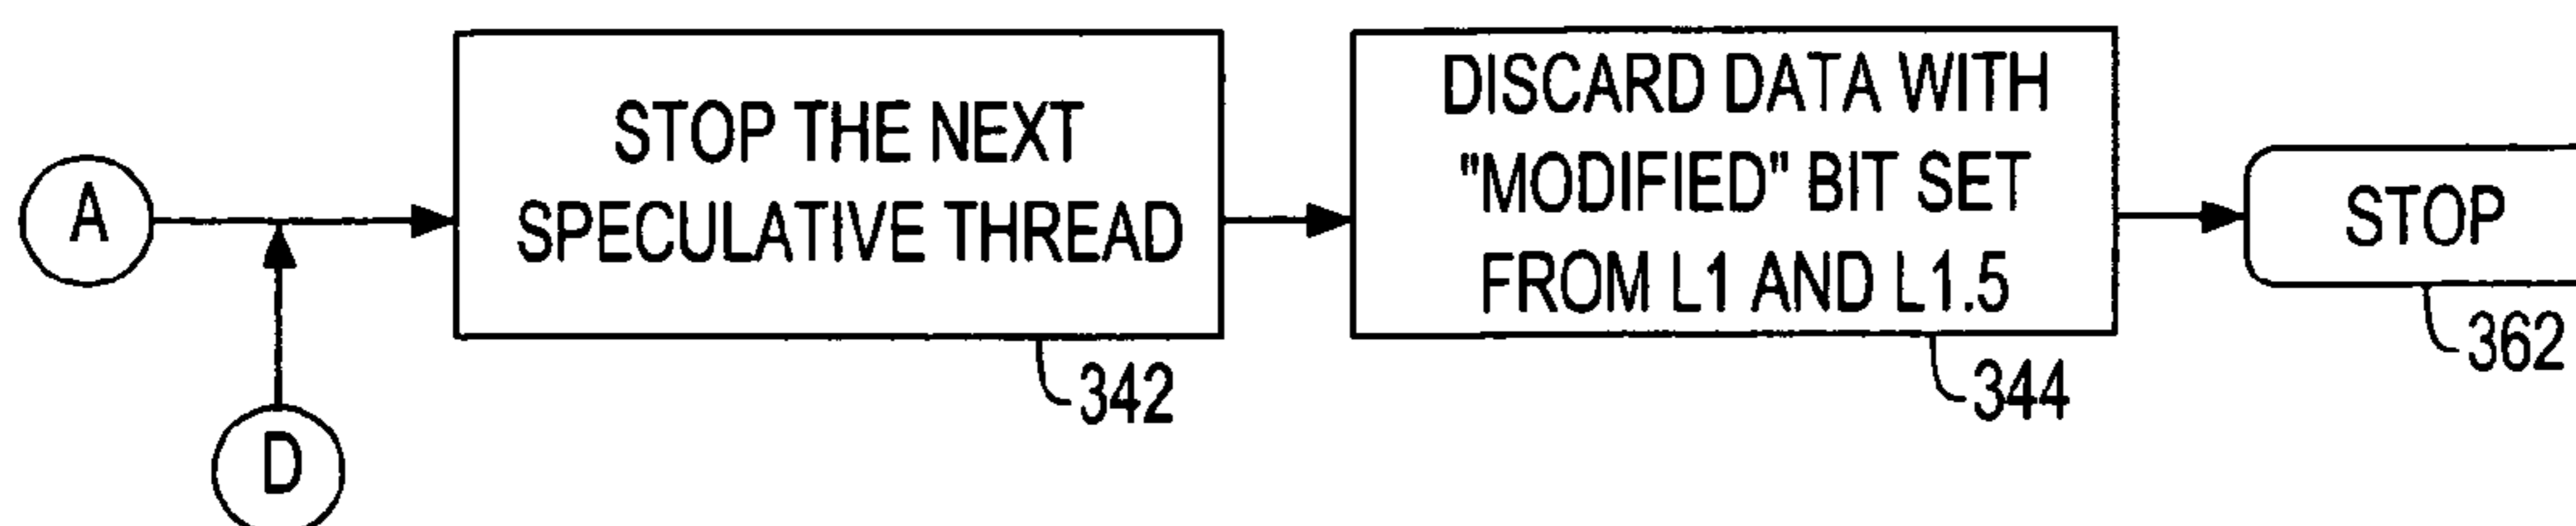 A
STOP THE NEXT
SPECULATIVE THREAD
342
DISCARD DATA WITH
"MODIFIED" BIT SET
FROM L1 AND L1.5
344
STOP
362
D